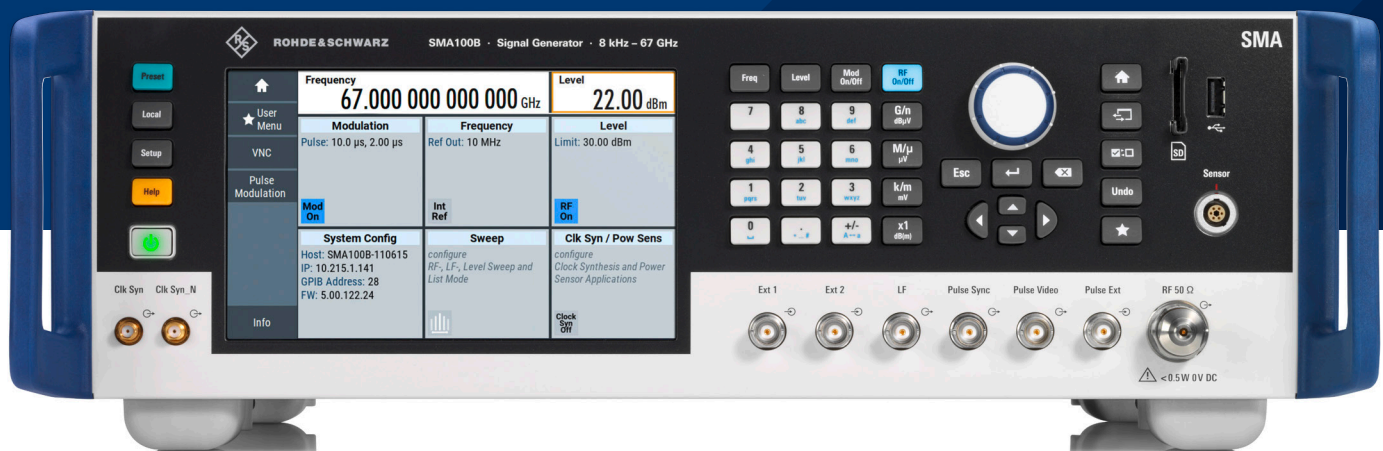 ROHDE&SCHWARZ SMA100B · Signal Generator · 8 kHz – 67 GHz
SMA
Preset
Local
Setup
Help
Clk Syn Clk Syn_N
User
Menu
VNC
Pulse
Modulation
Info
Frequency
67.000 000 000 000 GHz
Level
22.00 dBm
Modulation
Pulse: 10.0 µs, 2.00 µs
Mod
On
Frequency
Ref Out: 10 MHz
Int
Ref
Level
Limit: 30.00 dBm
RF
On
System Config
Host: SMA100B-110615
IP: 10.215.1.141
GPIB Address: 28
FW: 5.00.122.24
Sweep
configure
RF-, LF-, Level Sweep and
List Mode
Clk Syn / Pow Sens
configure
Clock Synthesis and Power
Sensor Applications
Clock
Syn
Off
Freq Level Mod On/Off RF On/Off
7 8 abc 9 def G/n dBµV
4 ghi 5 jkl 6 mno M/µ µV
1 pqrs 2 tuv 3 wxyz k/m mV
0 . +/- x1 dB(m)
Esc
Undo
SD
Sensor
Ext 1 Ext 2 LF Pulse Sync Pulse Video Pulse Ext RF 50 Ω
<0.5W 0V DC